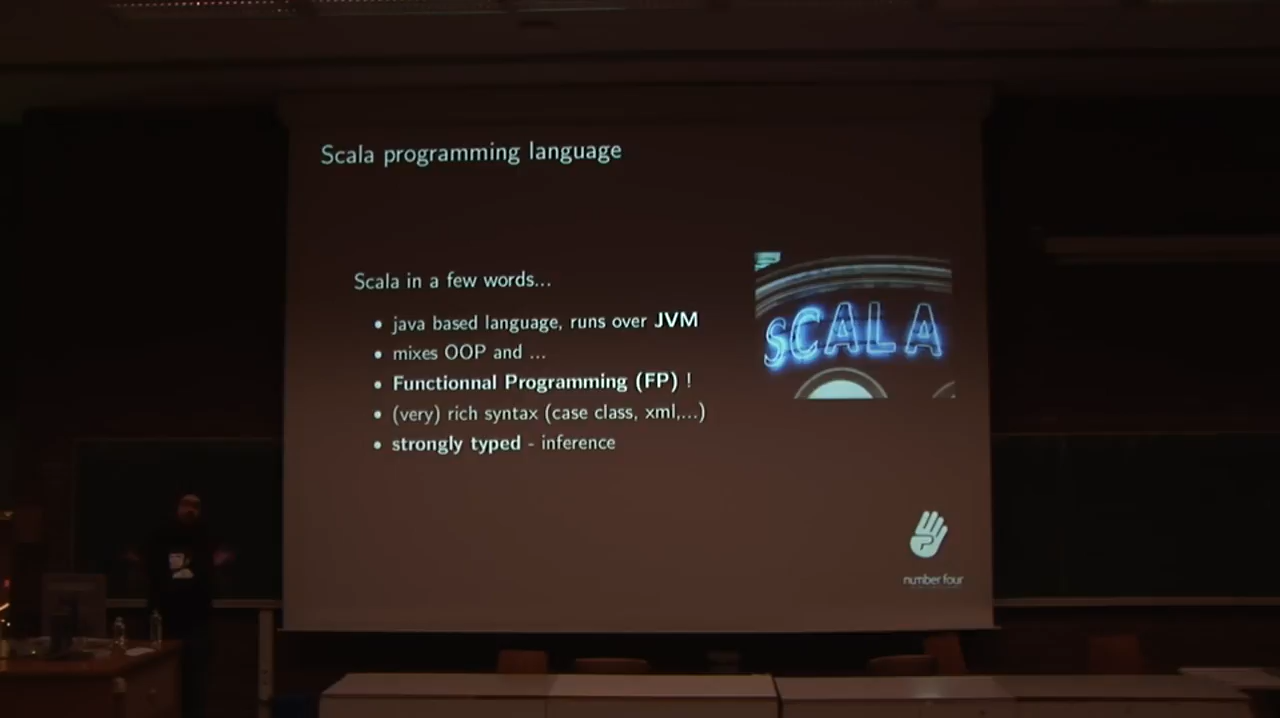 Scala programming language
Scala in a few words...
• java based language, runs over JVM
• mixes OOP and ...
• Functionnal Programming (FP) !
• (very) rich syntax (case class, xml,...)
• strongly typed - inference
SCALA
number four